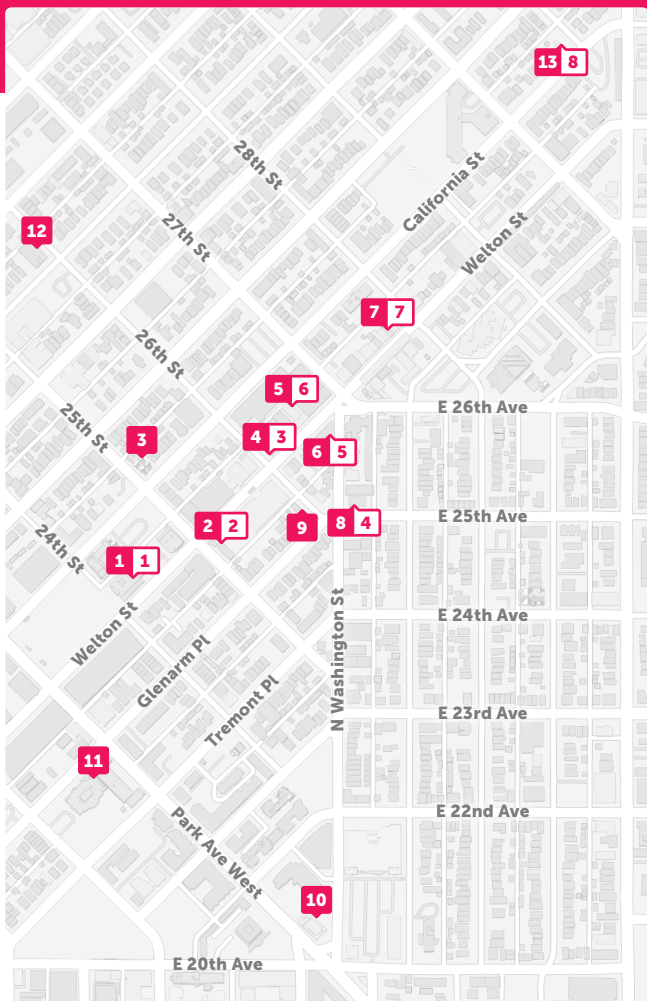 13 8
28th St
California St
12
27th St
Welton St
7 7
26th St
5 6
E 26th Ave
25th St
3
4 3
6 5
2 2
9
8 4
E 25th Ave
24th St
1 1
E 24th Ave
Welton St
Glenarm Pl
N Washington St
Tremont Pl
E 23rd Ave
11
Park Ave West
E 22nd Ave
10
E 20th Ave